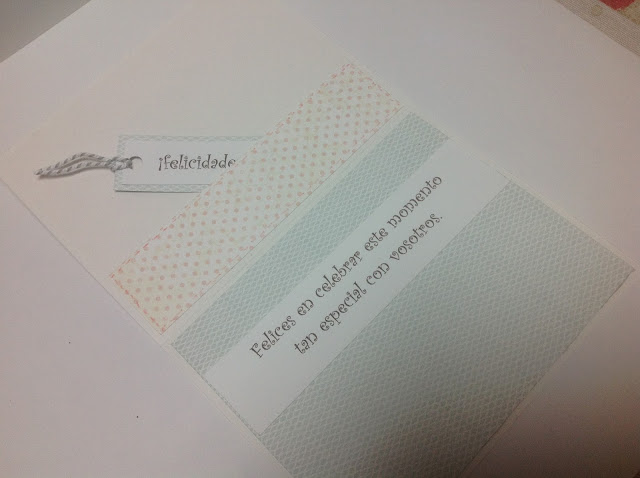 ¡felicidade
Felices en celebrar este momento
tan especial con vosotros.